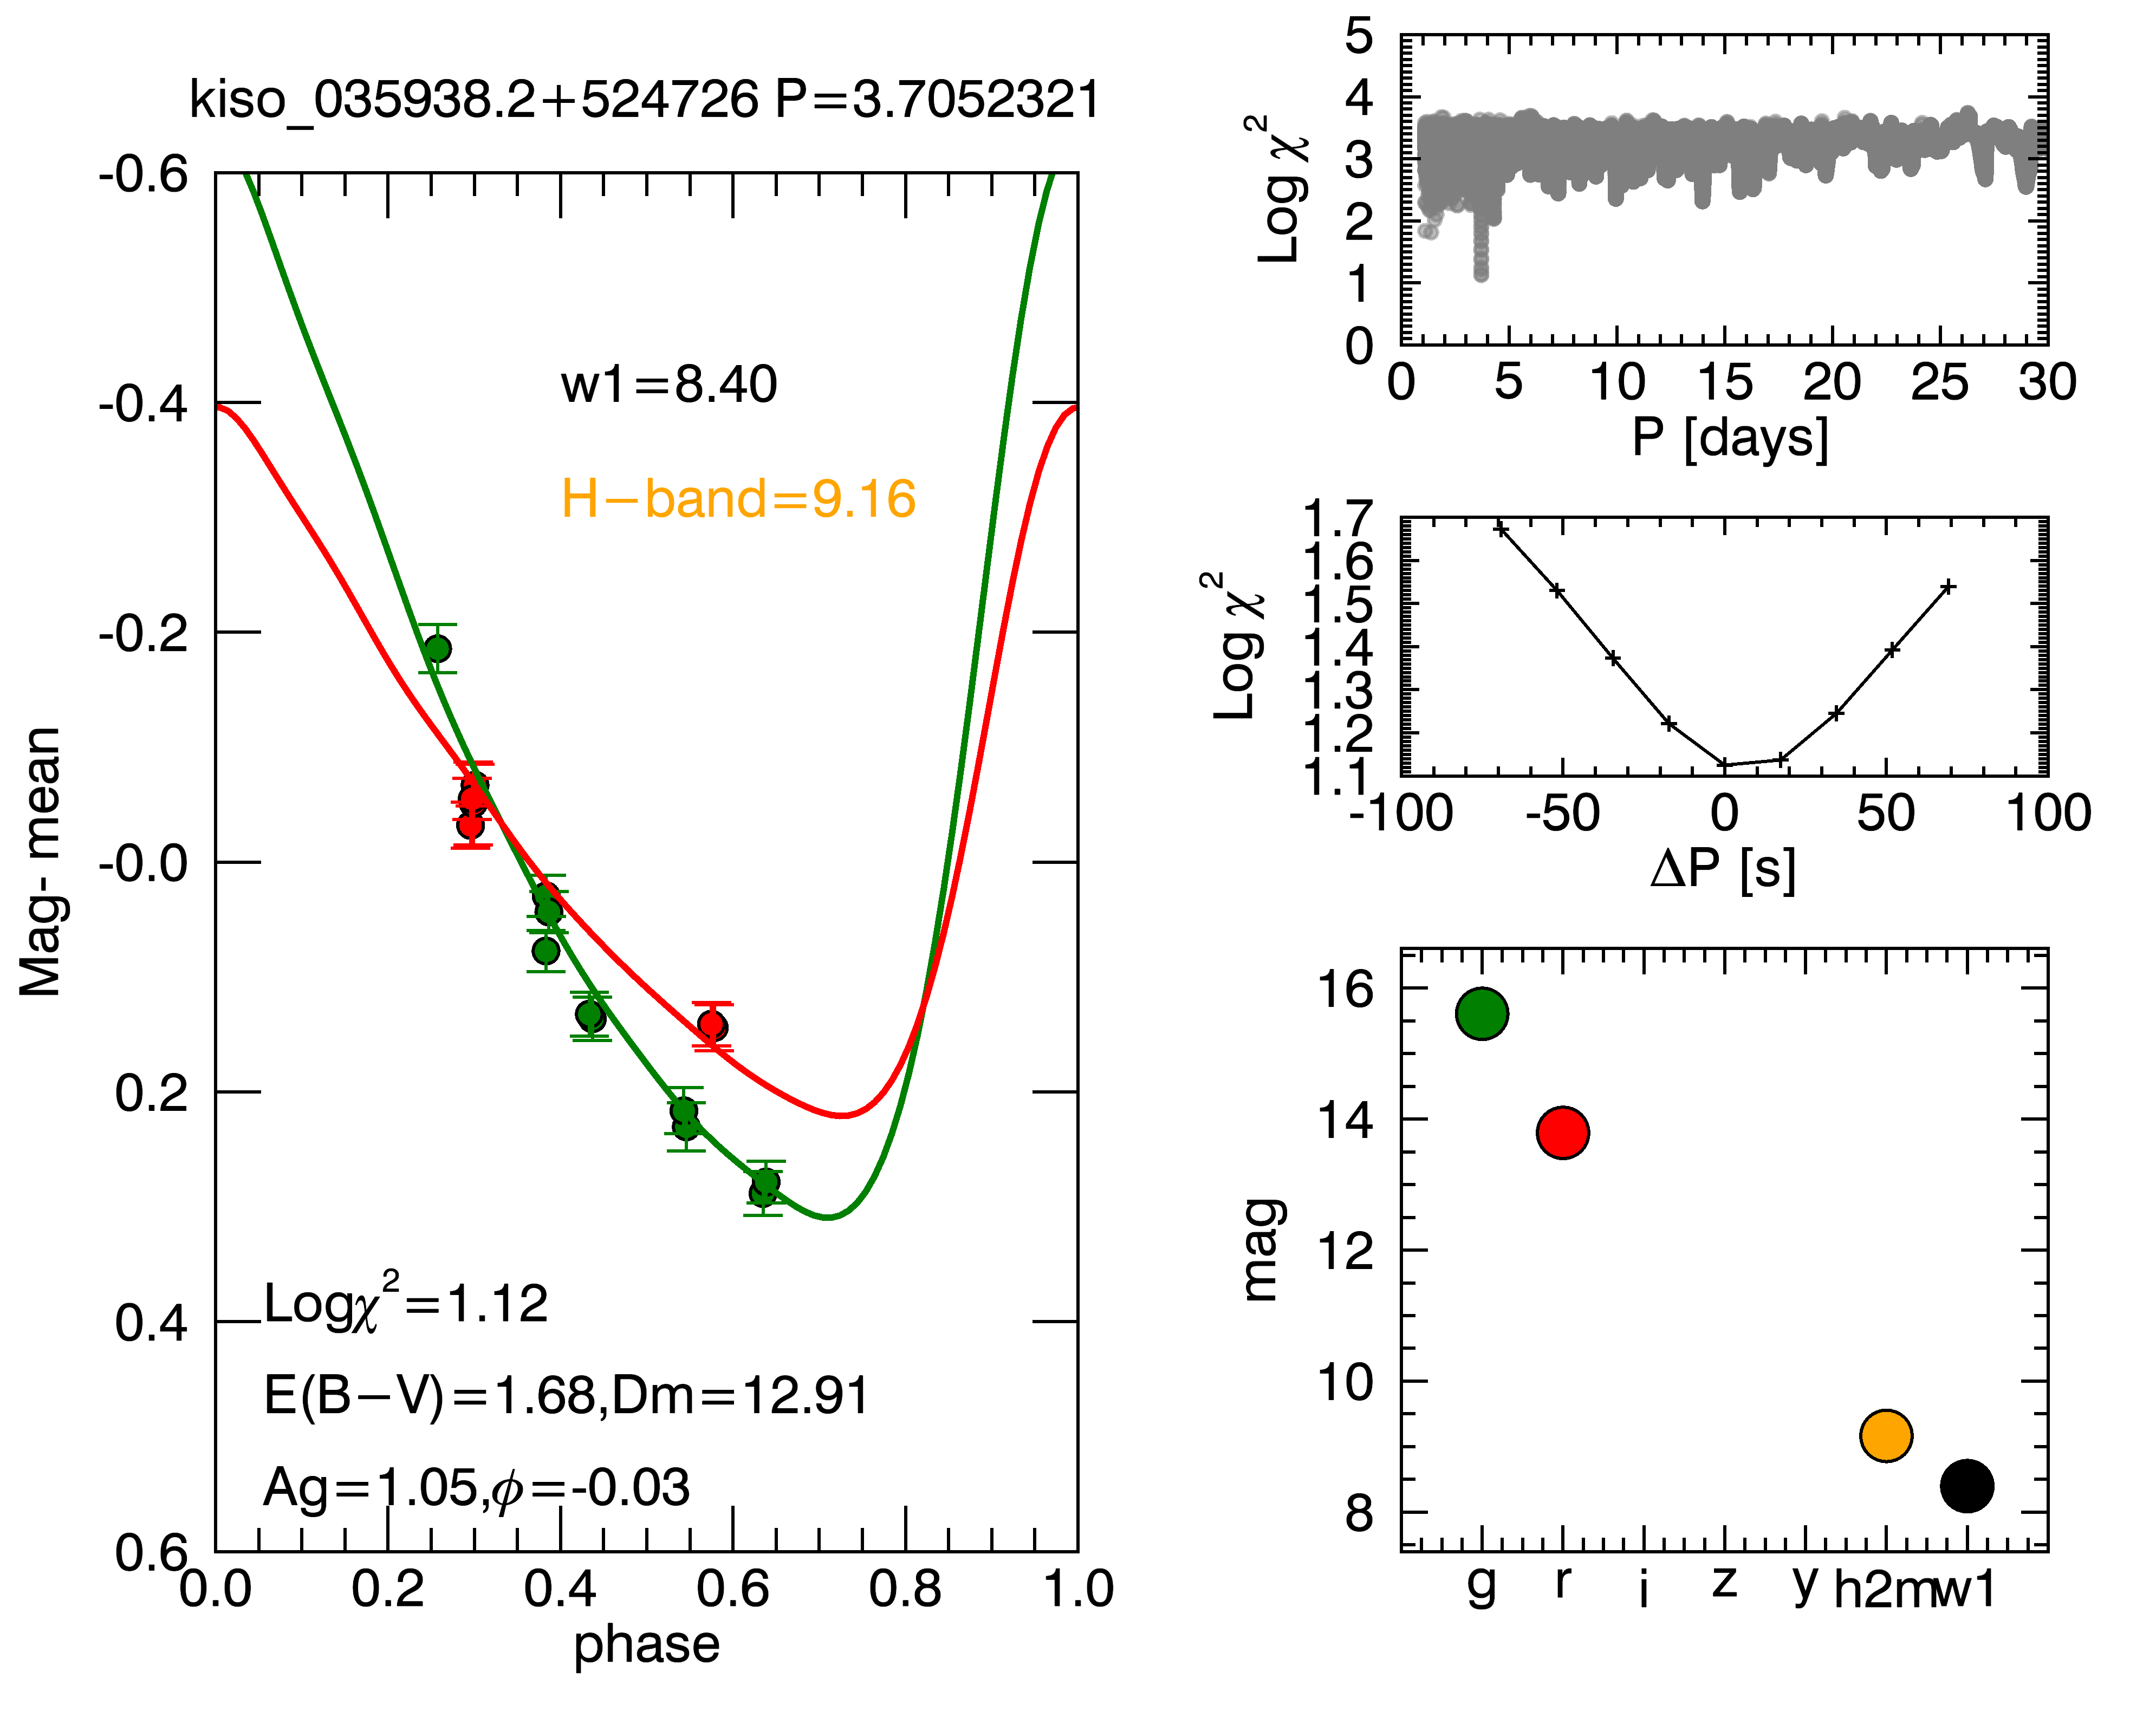 kiso_035938.2+524726 P=3.7052321
-0.6
-0.4
-0.2
-0.0
0.2
0.4
0.6
Mag- mean
w1=8.40
H−band=9.16
Logχ²=1.12
E(B−V)=1.68,Dm=12.91
Ag=1.05,ϕ=-0.03
0.0 0.2 0.4 0.6 0.8 1.0
phase
5
4
3
2
1
0
Log χ²
0 5 10 15 20 25 30
P [days]
1.7
1.6
1.5
1.4
1.3
1.2
1.1
Log χ²
-100 -50 0 50 100
ΔP [s]
16
14
12
10
8
mag
g r i z y h2mw1